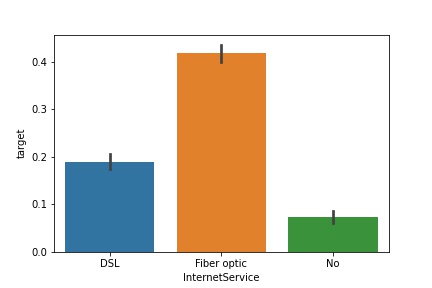 0.4
0.3
0.2
0.1
0.0
target
DSL
Fiber optic
No
InternetService